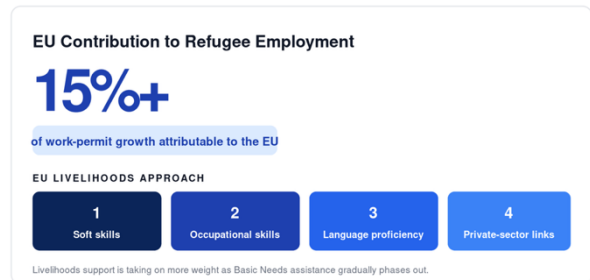 EU Contribution to Refugee Employment
15%+
of work-permit growth attributable to the EU
EU LIVELIHOODS APPROACH
1
Soft skills
2
Occupational skills
3
Language proficiency
4
Private-sector links
Livelihoods support is taking on more weight as Basic Needs assistance gradually phases out.